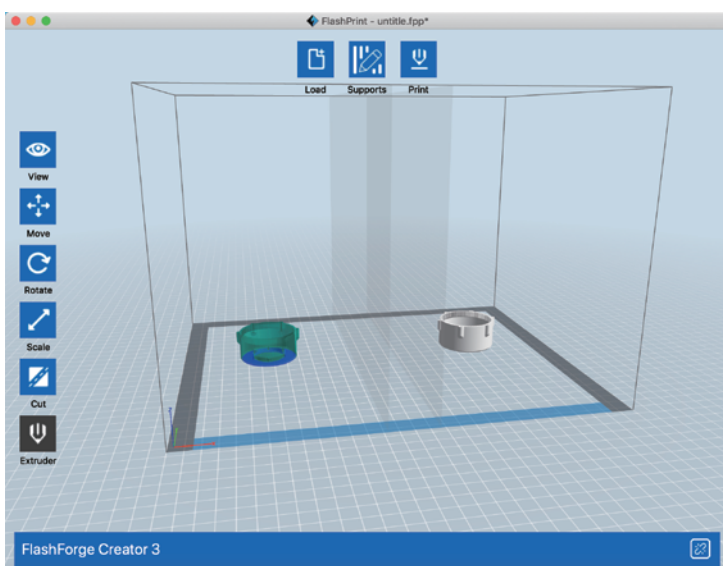 FlashPrint - untitle.fpp*
Load Supports Print
View
Move
Rotate
Scale
Cut
Extruder
FlashForge Creator 3